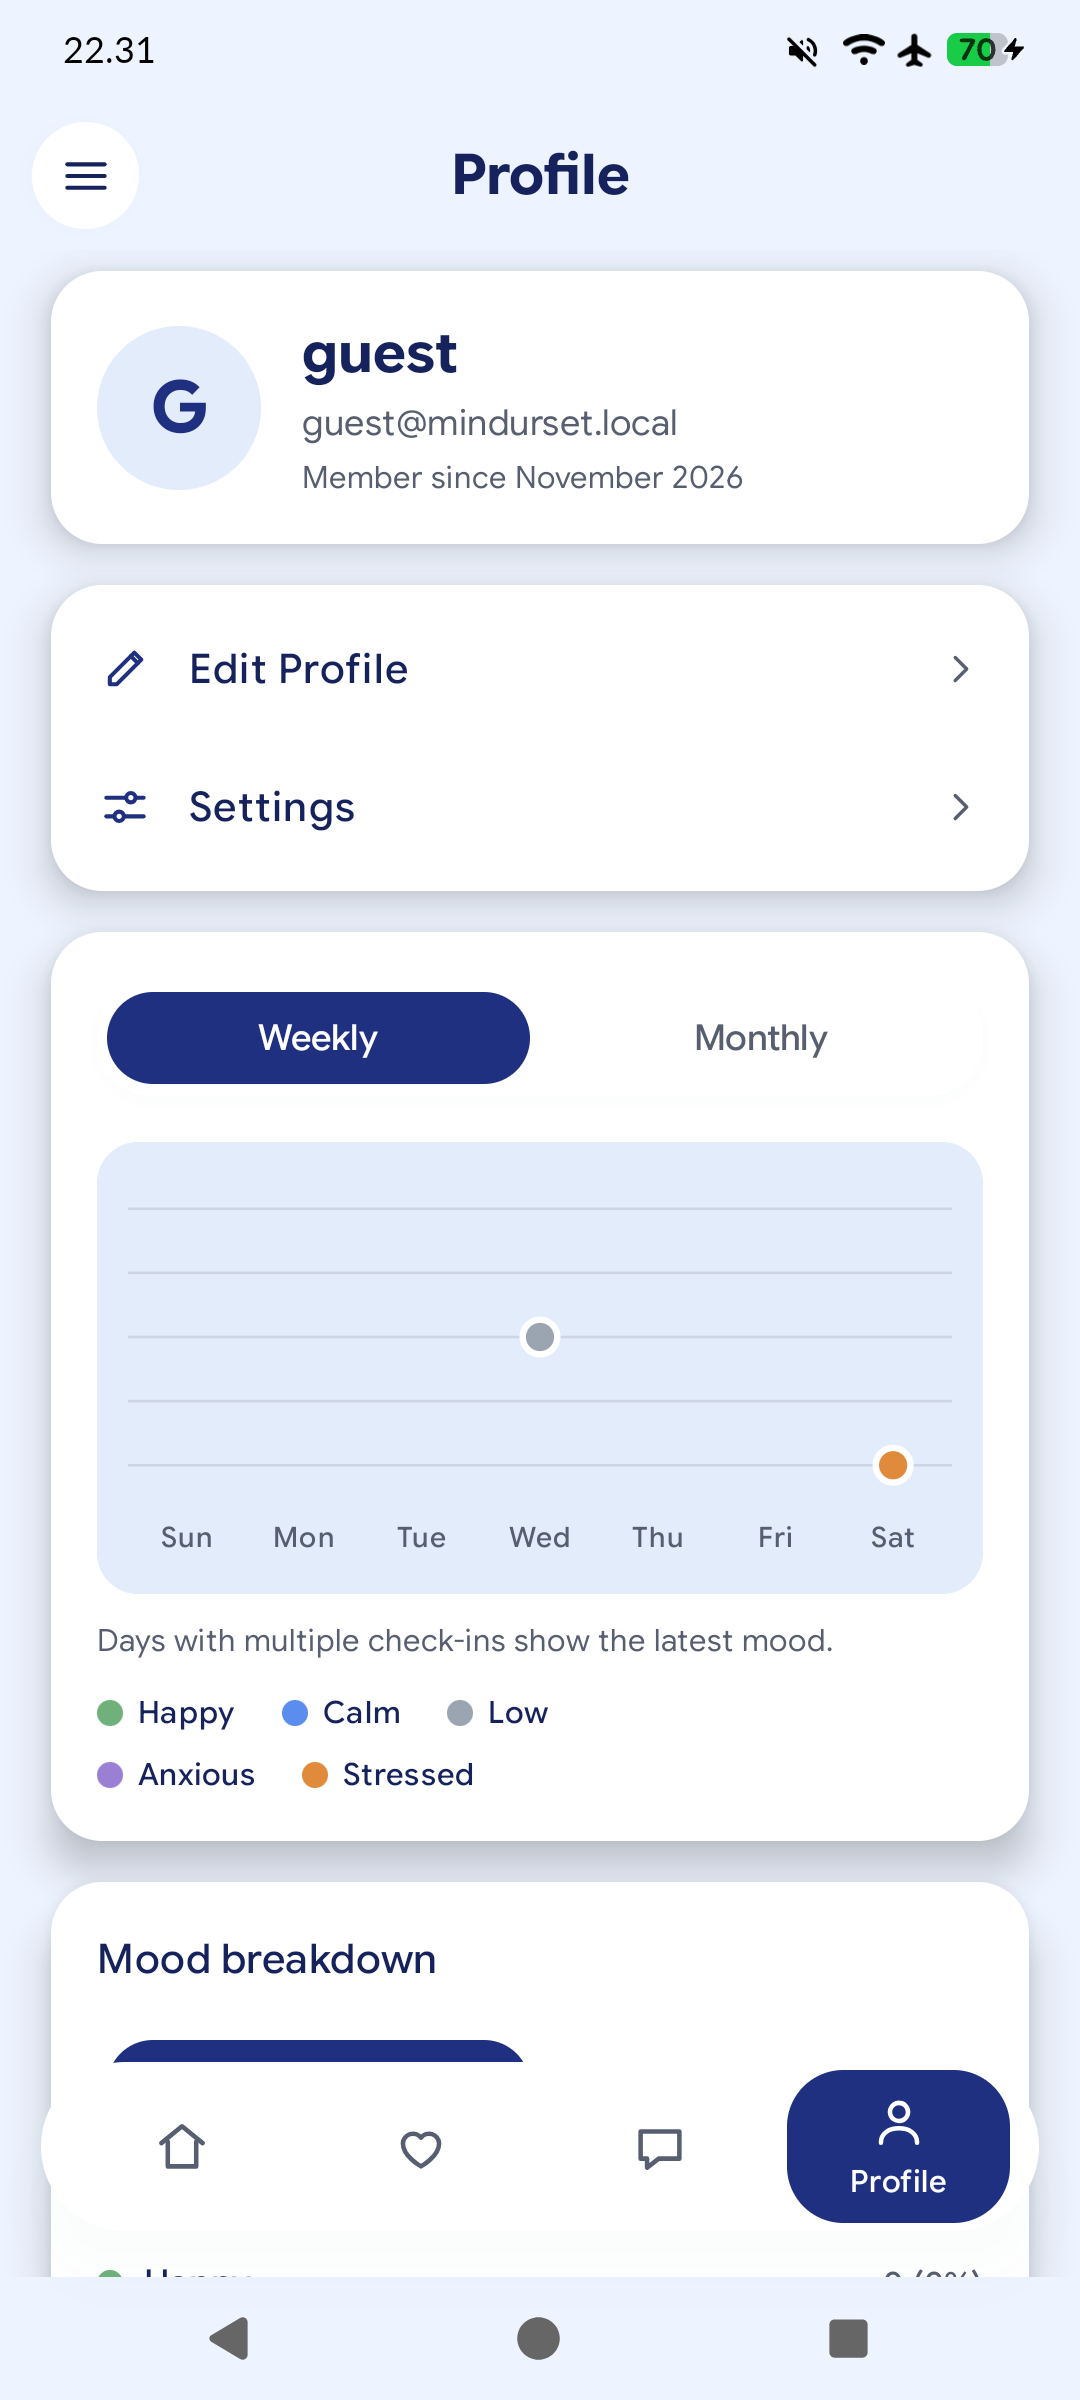 22.31
70
Profile
G
guest
guest@mindurset.local
Member since November 2026
Edit Profile
Settings
Weekly
Monthly
Sun Mon Tue Wed Thu Fri Sat
Days with multiple check-ins show the latest mood.
Happy Calm Low
Anxious Stressed
Mood breakdown
Profile